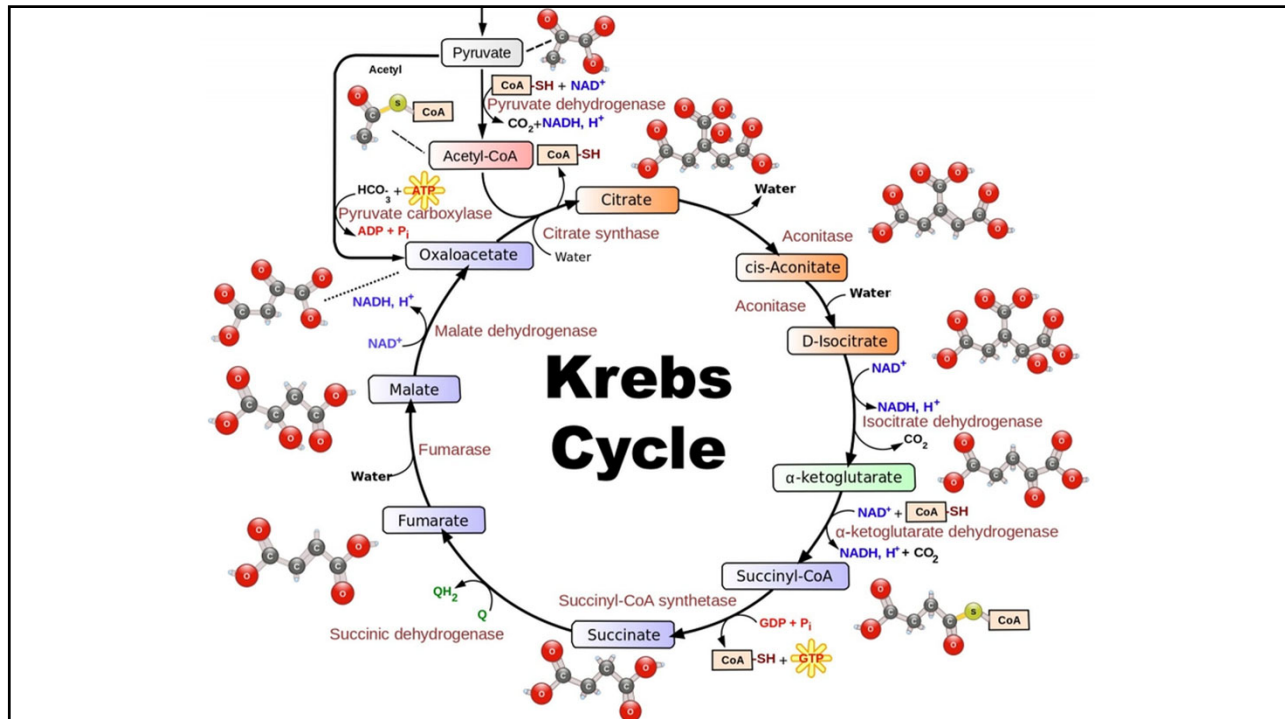 Pyruvate
Acetyl
CoA-SH + NAD⁺
Pyruvate dehydrogenase
CO₂+NADH, H⁺
S CoA
Acetyl-CoA
CoA-SH
HCO₃⁻ + ATP
Pyruvate carboxylase
ADP + Pᵢ
Citrate
Water
Citrate synthase
Water
Oxaloacetate
Aconitase
cis-Aconitate
Aconitase
Water
D-Isocitrate
NAD⁺
NADH, H⁺
Isocitrate dehydrogenase
CO₂
α-ketoglutarate
NAD⁺ + CoA-SH
α-ketoglutarate dehydrogenase
NADH, H⁺ + CO₂
Succinyl-CoA
S CoA
Succinyl-CoA synthetase
GDP + Pᵢ
CoA-SH + GTP
Succinate
QH₂
Q
Succinic dehydrogenase
Fumarate
Water
Fumarase
Malate
NADH, H⁺
NAD⁺
Malate dehydrogenase
Krebs
Cycle